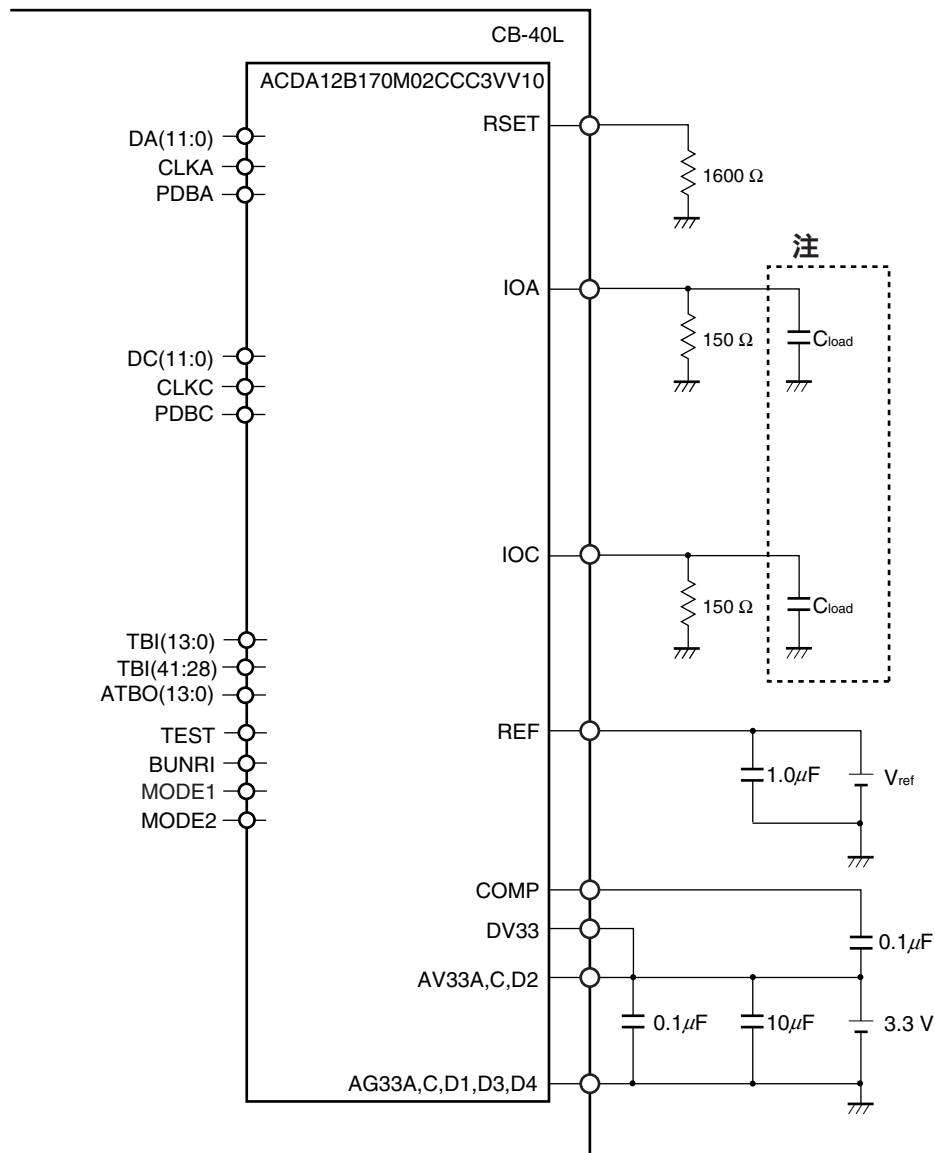 CB-40L
ACDA12B170M02CCC3VV10
RSET
DA(11:0)
CLKA
PDBA
1600 Ω
注
IOA
150 Ω
Cload
DC(11:0)
CLKC
PDBC
IOC
150 Ω
Cload
TBI(13:0)
TBI(41:28)
ATBO(13:0)
TEST
BUNRI
MODE1
MODE2
REF
1.0μF
Vref
COMP
DV33
0.1μF
AV33A,C,D2
0.1μF
10μF
3.3 V
AG33A,C,D1,D3,D4